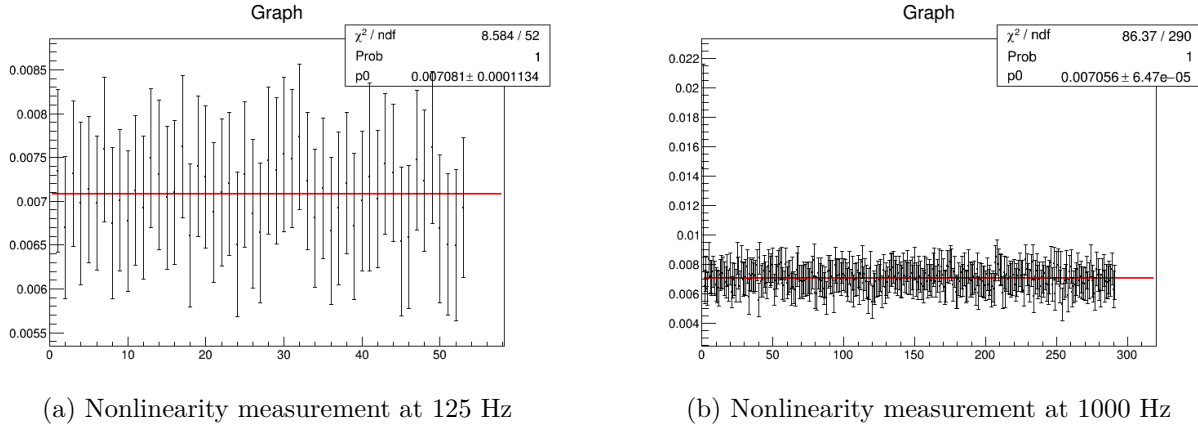 Graph
χ² / ndf 8.584 / 52
Prob 1
p0 0.007081 ± 0.0001134
0.0085
0.008
0.0075
0.007
0.0065
0.006
0.0055
0 10 20 30 40 50
(a) Nonlinearity measurement at 125 Hz
Graph
χ² / ndf 86.37 / 290
Prob 1
p0 0.007056 ± 6.47e−05
0.022
0.02
0.018
0.016
0.014
0.012
0.01
0.008
0.006
0.004
0 50 100 150 200 250 300
(b) Nonlinearity measurement at 1000 Hz